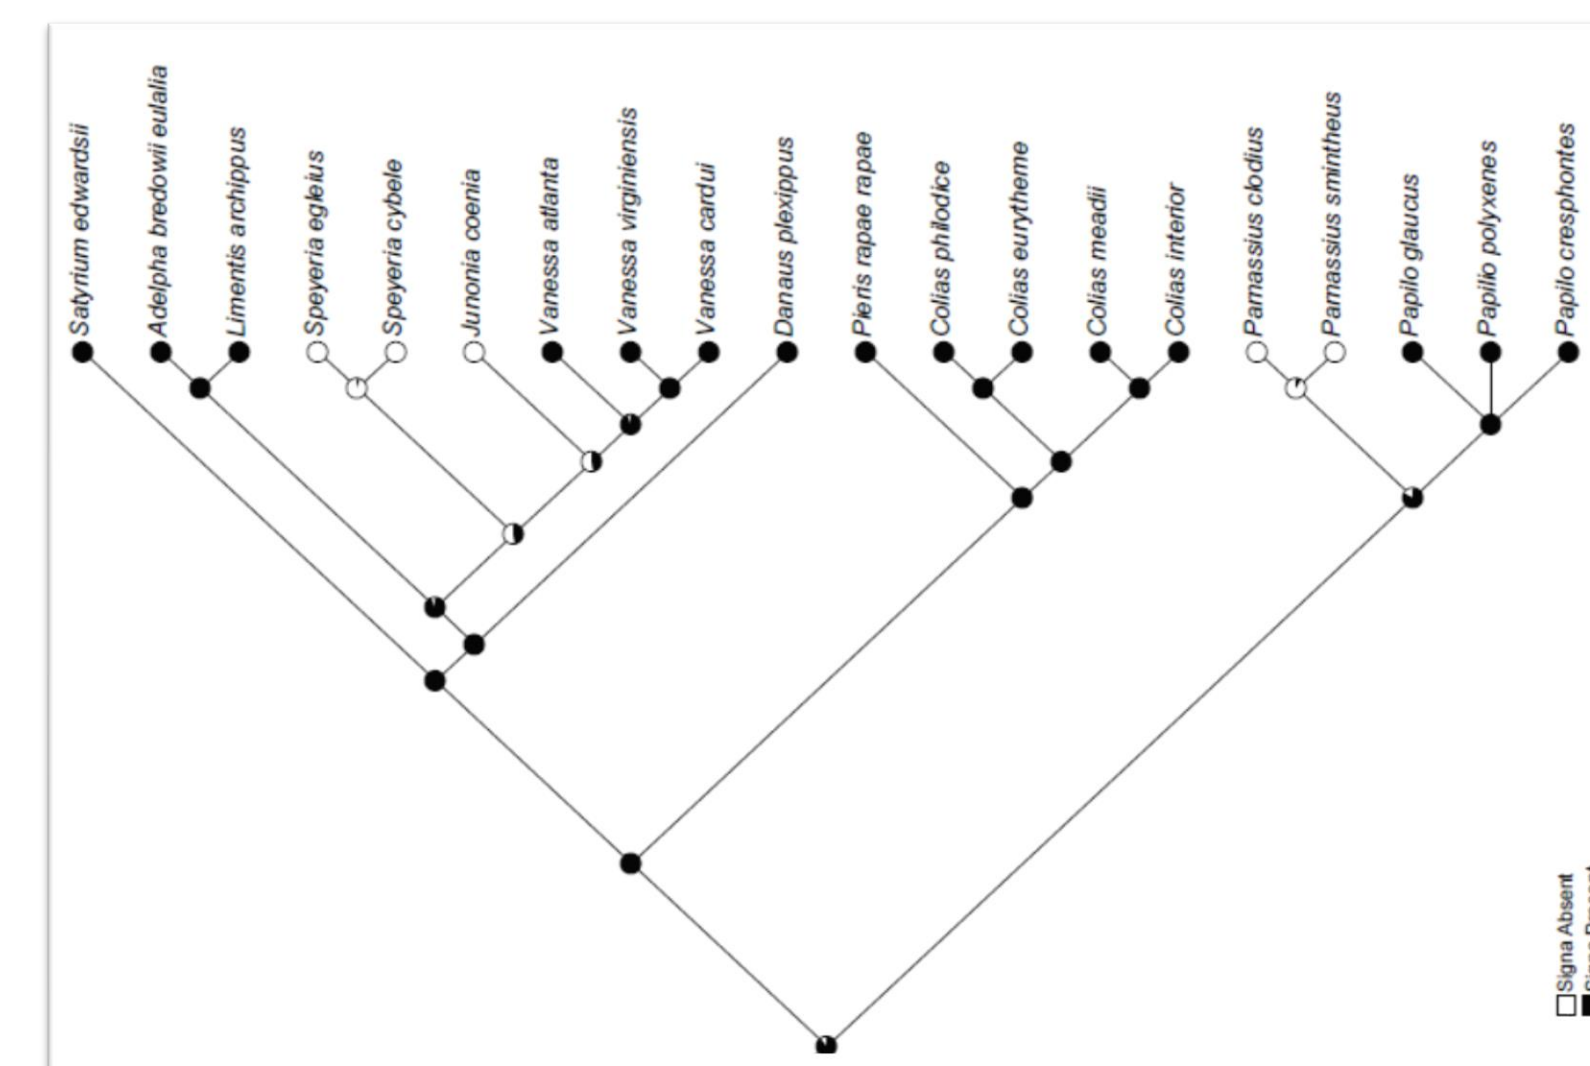 Satyrium edwardsii
Adelpha bredowii eulalia
Limentis archippus
Speyeria egleius
Speyeria cybele
Junonia coenia
Vanessa atlanta
Vanessa virginiensis
Vanessa cardui
Danaus plexippus
Pieris rapae rapae
Colias philodice
Colias eurytheme
Colias meadii
Colias interior
Parnassius clodius
Parnassius smintheus
Papilo glaucus
Papilio polyxenes
Papilo cresphontes
Signa Absent